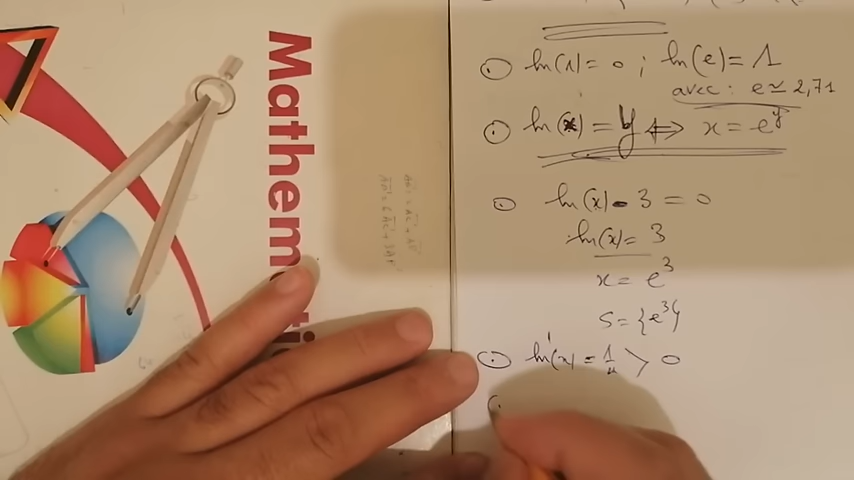 Mathemati
ln(1) = 0 ; ln(e) = 1
avec : e ≃ 2,71
ln(x) = y ⟺ x = e^y
ln(x) - 3 = 0
ln(x) = 3
x = e^3
S = {e^3}
ln'(x) = 1/x > 0